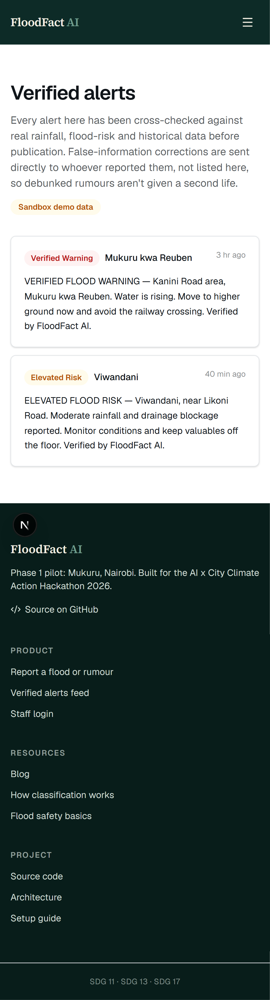 FloodFact AI
Verified alerts
Every alert here has been cross-checked against
real rainfall, flood-risk and historical data before
publication. False-information corrections are sent
directly to whoever reported them, not listed here,
so debunked rumours aren't given a second life.
Sandbox demo data
Verified Warning Mukuru kwa Reuben 3 hr ago
VERIFIED FLOOD WARNING — Kanini Road area,
Mukuru kwa Reuben. Water is rising. Move to higher
ground now and avoid the railway crossing. Verified
by FloodFact AI.
Elevated Risk Viwandani 40 min ago
ELEVATED FLOOD RISK — Viwandani, near Likoni
Road. Moderate rainfall and drainage blockage
reported. Monitor conditions and keep valuables off
the floor. Verified by FloodFact AI.
N
FloodFact AI
Phase 1 pilot: Mukuru, Nairobi. Built for the AI x City Climate
Action Hackathon 2026.
</> Source on GitHub
PRODUCT
Report a flood or rumour
Verified alerts feed
Staff login
RESOURCES
Blog
How classification works
Flood safety basics
PROJECT
Source code
Architecture
Setup guide
SDG 11 · SDG 13 · SDG 17